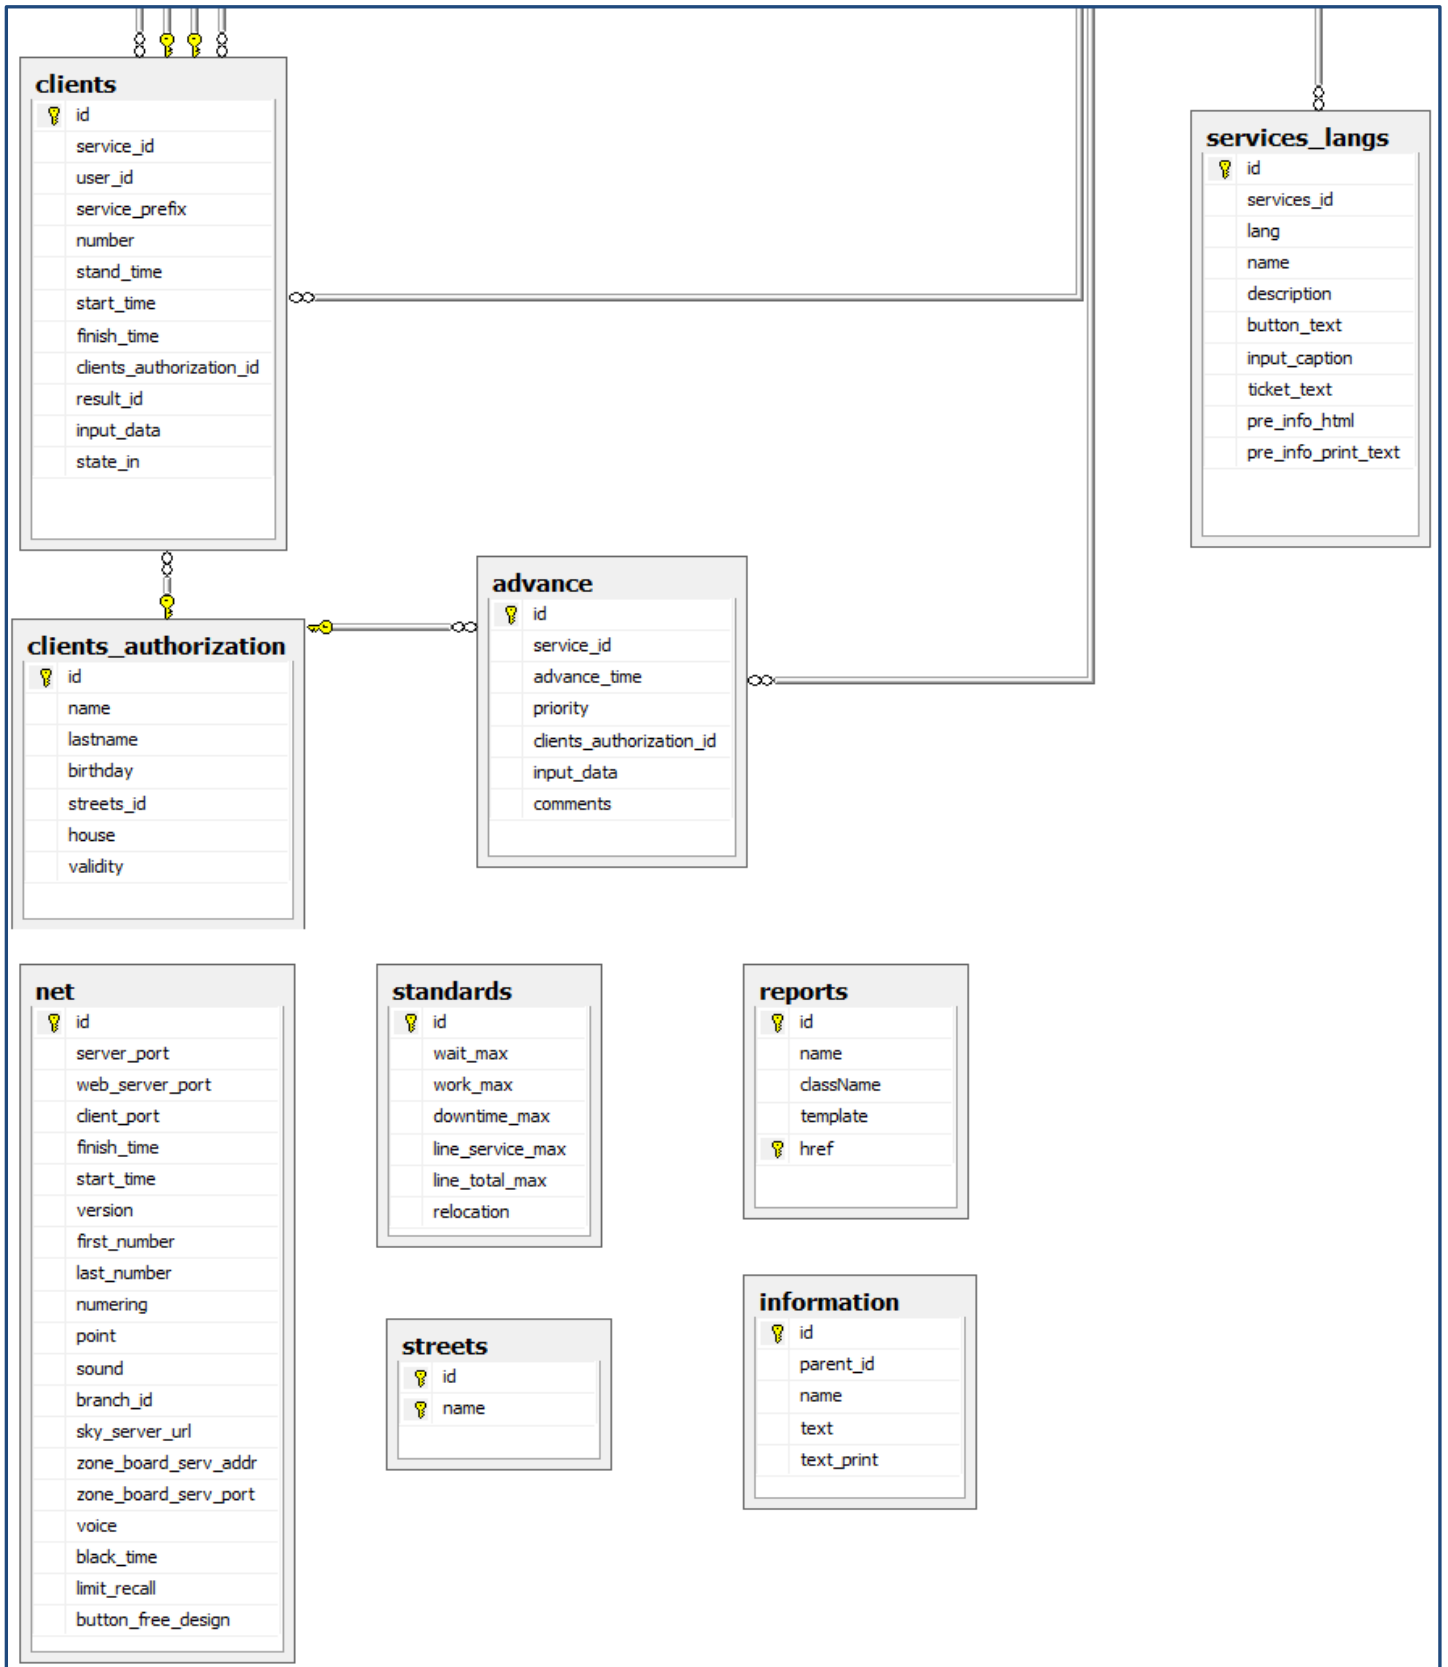 clients
id
service_id
user_id
service_prefix
number
stand_time
start_time
finish_time
clients_authorization_id
result_id
input_data
state_in
services_langs
id
services_id
lang
name
description
button_text
input_caption
ticket_text
pre_info_html
pre_info_print_text
clients_authorization
id
name
lastname
birthday
streets_id
house
validity
advance
id
service_id
advance_time
priority
clients_authorization_id
input_data
comments
net
id
server_port
web_server_port
client_port
finish_time
start_time
version
first_number
last_number
numering
point
sound
branch_id
sky_server_url
zone_board_serv_addr
zone_board_serv_port
voice
black_time
limit_recall
button_free_design
standards
id
wait_max
work_max
downtime_max
line_service_max
line_total_max
relocation
streets
id
name
reports
id
name
className
template
href
information
id
parent_id
name
text
text_print